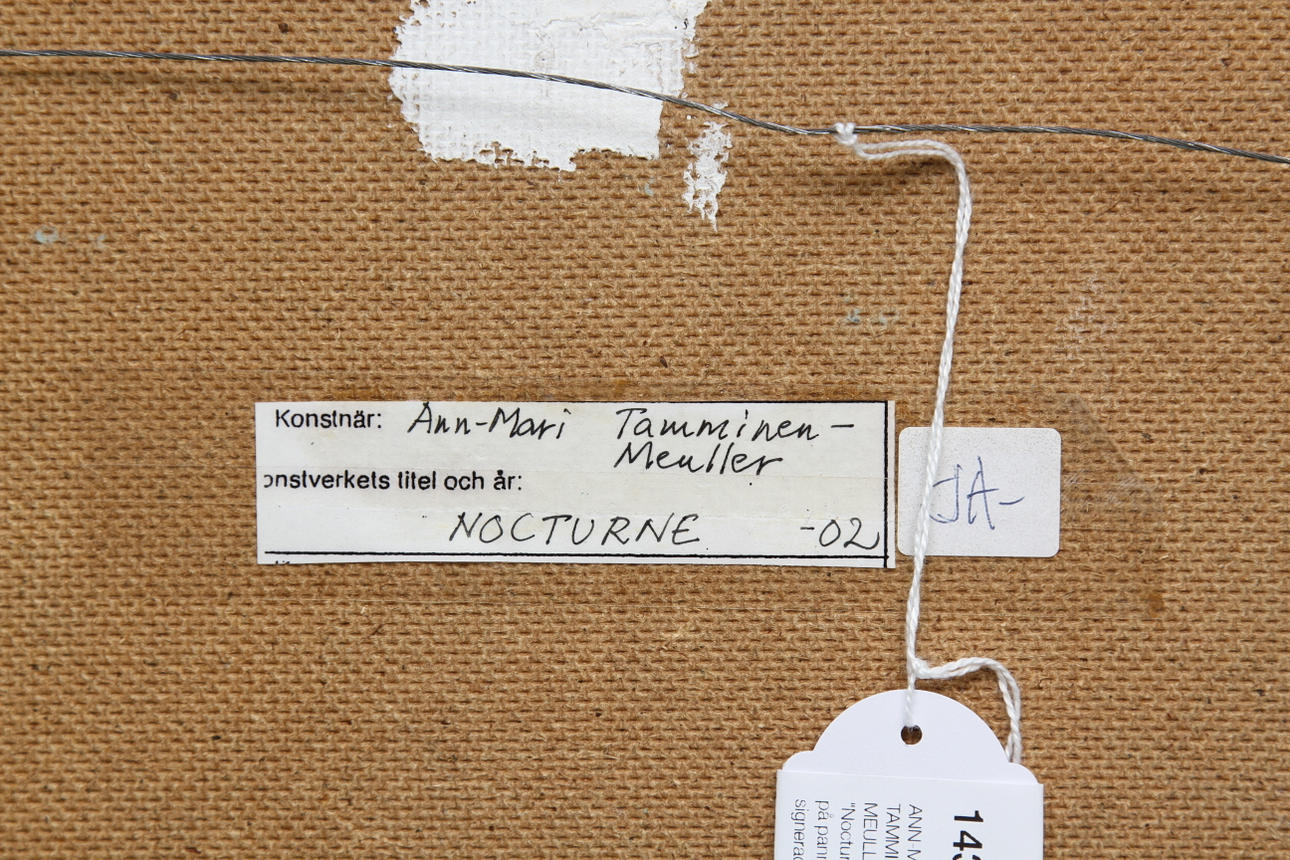 Konstnär: Ann-Mari Tamminen-
Meuller
onstverkets titel och år:
NOCTURNE -02
JA-
143
ANN-M
TAMMI
MEULL
"Noctur
på pann
signerad